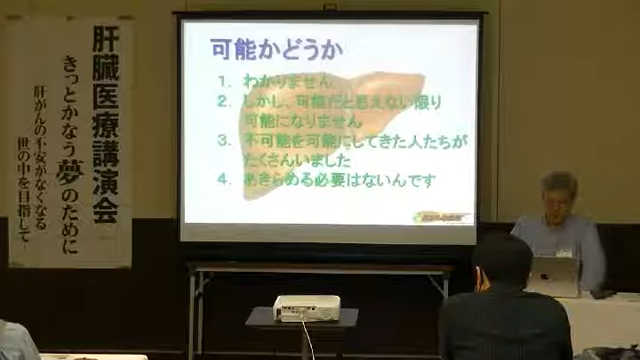 肝臓医療講演会
きっとかなう夢のために
肝がんの不安がなくなる
世の中を目指して
可能かどうか
1. わかりません
2. しかし、可能だと思えない限り
可能になりません
3. 不可能を可能にしてきた人たちが
たくさんいました
4. あきらめる必要はないんです